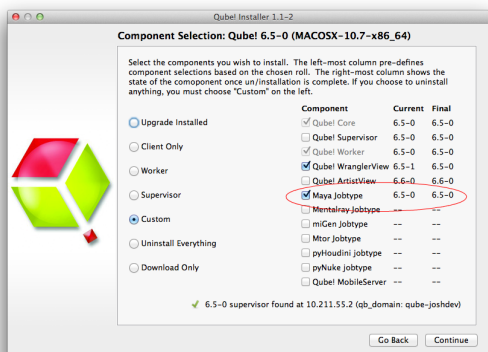 Qube! Installer 1.1-2
Component Selection: Qube! 6.5-0 (MACOSX-10.7-x86_64)
Select the components you wish to install. The left-most column pre-defines
component selections based on the chosen roll. The right-most column shows the
state of the comoponent once un/installation is complete. If you choose to uninstall
anything, you must choose "Custom" on the left.
Upgrade Installed
Client Only
Worker
Supervisor
Custom
Uninstall Everything
Download Only
Component Current Final
Qube! Core 6.5-0 6.5-0
Qube! Supervisor 6.5-0 6.5-0
Qube! Worker 6.5-0 6.5-0
Qube! WranglerView 6.5-1 6.5-0
Qube! ArtistView 6.6-0 6.6-0
Maya Jobtype 6.5-0 6.5-0
Mentalray Jobtype -- --
miGen Jobtype -- --
Mtor Jobtype -- --
pyHoudini jobtype -- --
pyNuke jobtype -- --
Qube! MobileServer -- --
6.5-0 supervisor found at 10.211.55.2 (qb_domain: qube-joshdev)
Go Back Continue